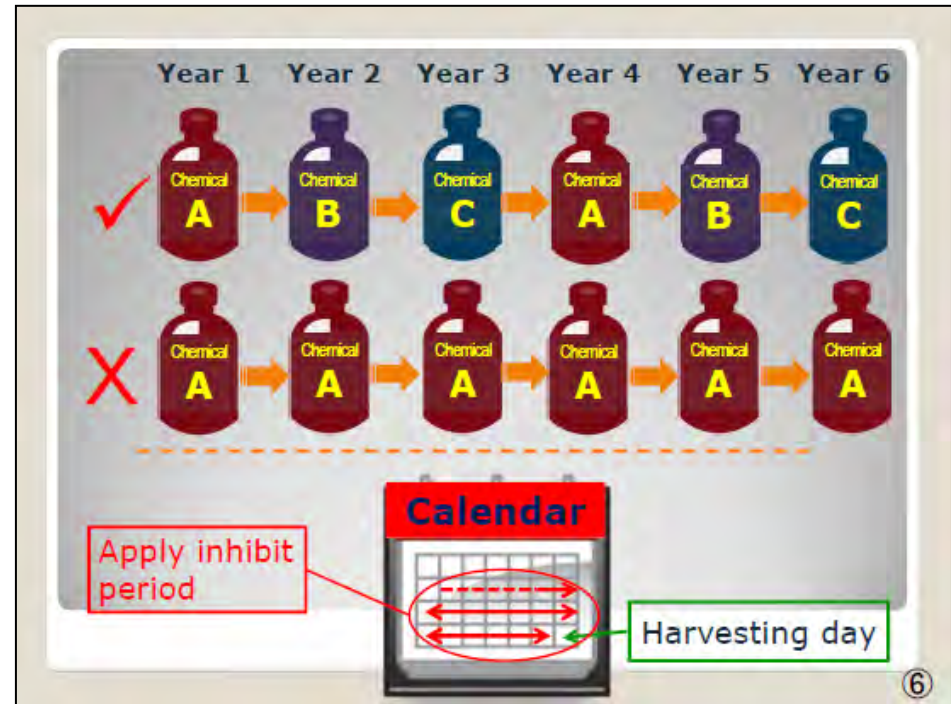 Year 1 Year 2 Year 3 Year 4 Year 5 Year 6
Chemical Chemical Chemical Chemical Chemical Chemical
A B C A B C
Chemical Chemical Chemical Chemical Chemical Chemical
A A A A A A
Calendar
Apply inhibit
period
Harvesting day
⑥